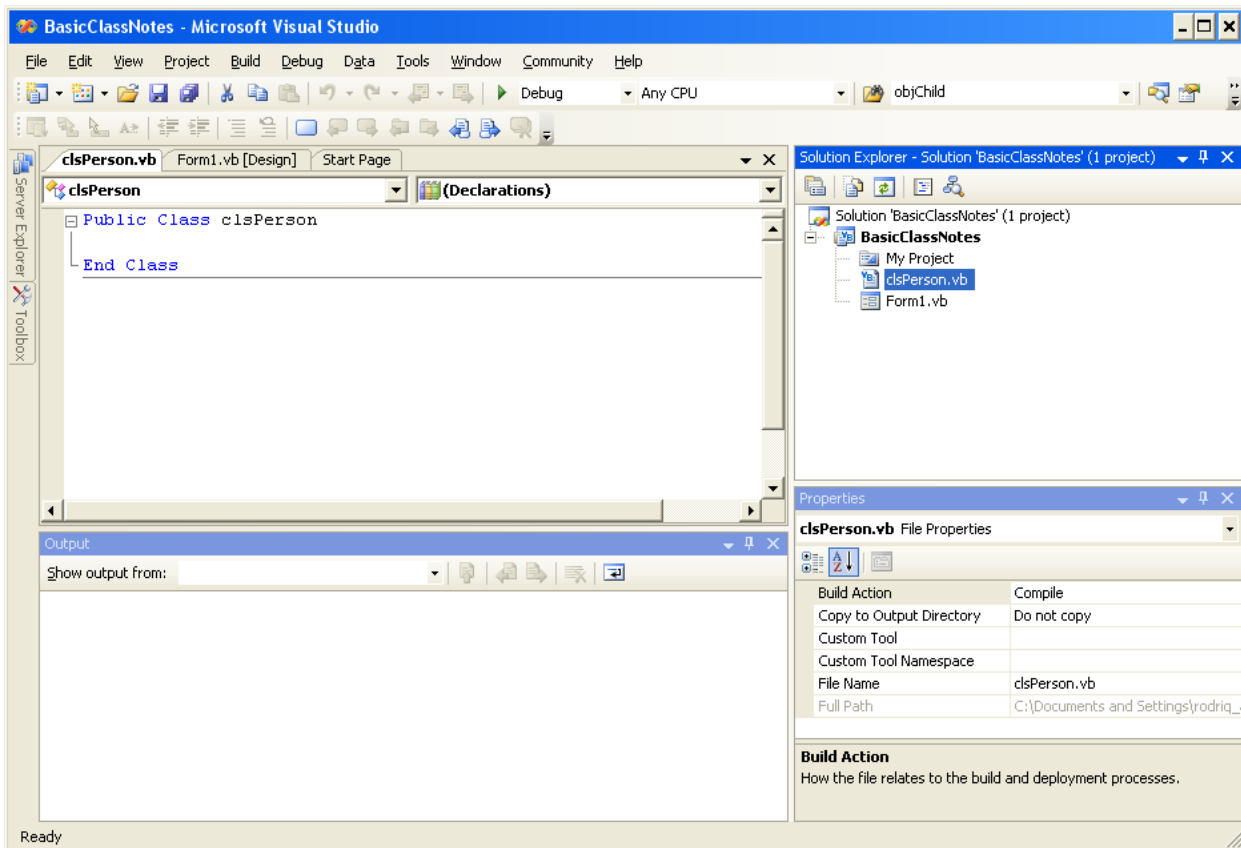 BasicClassNotes - Microsoft Visual Studio
File Edit View Project Build Debug Data Tools Window Community Help
Debug Any CPU objChild
clsPerson.vb Form1.vb [Design] Start Page
clsPerson (Declarations)
Public Class clsPerson
End Class
Server Explorer
Toolbox
Output
Show output from:
Solution Explorer - Solution 'BasicClassNotes' (1 project)
Solution 'BasicClassNotes' (1 project)
BasicClassNotes
My Project
clsPerson.vb
Form1.vb
Properties
clsPerson.vb File Properties
Build Action Compile
Copy to Output Directory Do not copy
Custom Tool
Custom Tool Namespace
File Name clsPerson.vb
Full Path C:\Documents and Settings\rodriq_
Build Action
How the file relates to the build and deployment processes.
Ready